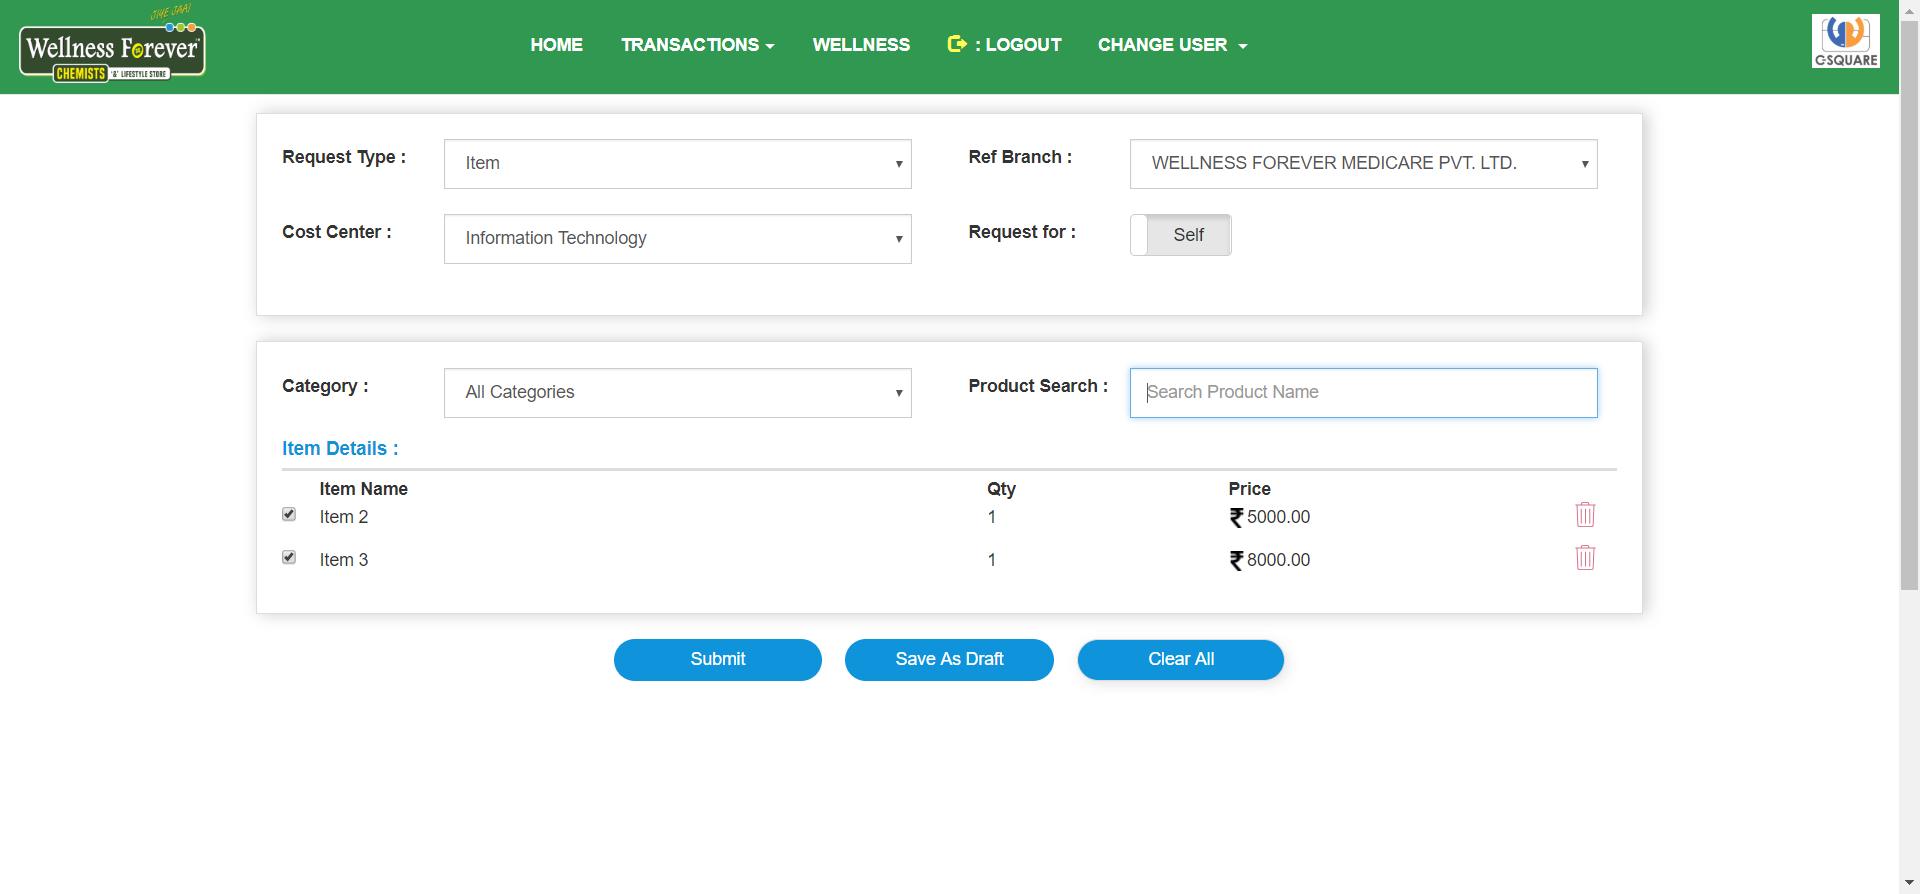 JIYE JAA!
Wellness Forever
CHEMISTS '&' LIFESTYLE STORE
HOME TRANSACTIONS WELLNESS : LOGOUT CHANGE USER
C-SQUARE
Request Type : Item Ref Branch : WELLNESS FOREVER MEDICARE PVT. LTD.
Cost Center : Information Technology Request for : Self
Category : All Categories Product Search : Search Product Name
Item Details :
Item Name Qty Price
Item 2 1 ₹ 5000.00
Item 3 1 ₹ 8000.00
Submit Save As Draft Clear All